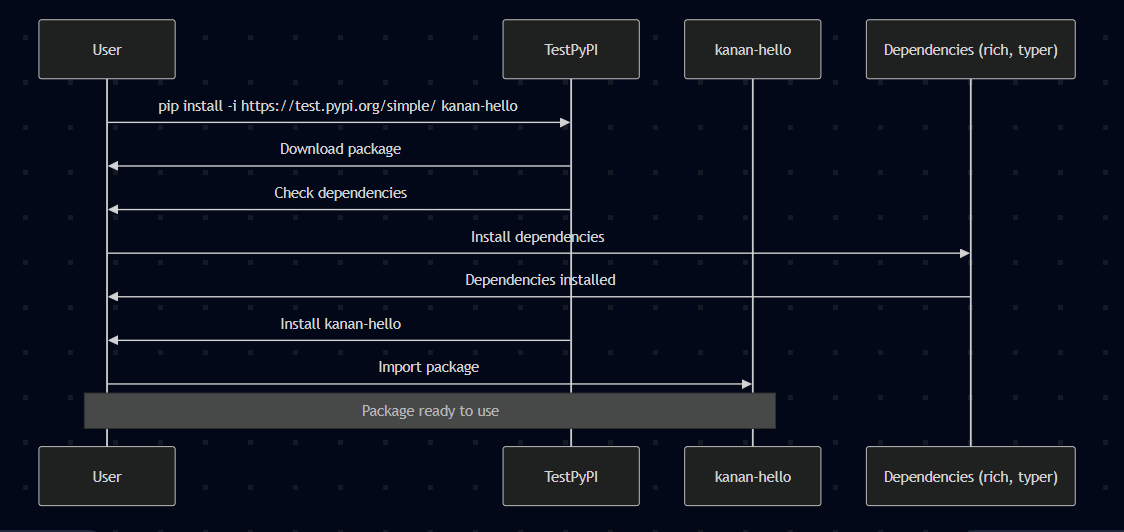 User
TestPyPI
kanan-hello
Dependencies (rich, typer)
pip install -i https://test.pypi.org/simple/ kanan-hello
Download package
Check dependencies
Install dependencies
Dependencies installed
Install kanan-hello
Import package
Package ready to use
User
TestPyPI
kanan-hello
Dependencies (rich, typer)